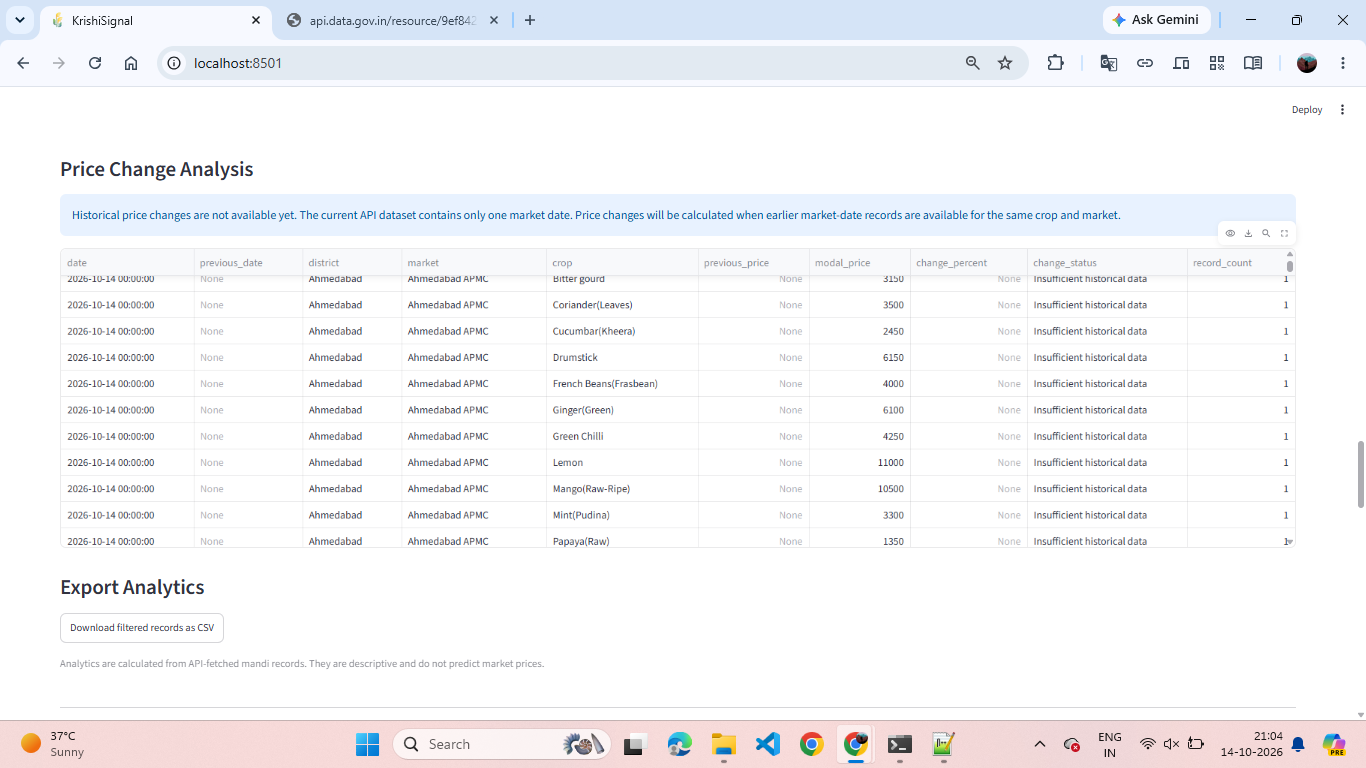 KrishiSignal
api.data.gov.in/resource/9ef842
Ask Gemini
localhost:8501
Deploy
Price Change Analysis
Historical price changes are not available yet. The current API dataset contains only one market date. Price changes will be calculated when earlier market-date records are available for the same crop and market.
date previous_date district market crop previous_price modal_price change_percent change_status record_count
2026-10-14 00:00:00 None Ahmedabad Ahmedabad APMC Bitter gourd None 3150 None Insufficient historical data 1
2026-10-14 00:00:00 None Ahmedabad Ahmedabad APMC Coriander(Leaves) None 3500 None Insufficient historical data 1
2026-10-14 00:00:00 None Ahmedabad Ahmedabad APMC Cucumbar(Kheera) None 2450 None Insufficient historical data 1
2026-10-14 00:00:00 None Ahmedabad Ahmedabad APMC Drumstick None 6150 None Insufficient historical data 1
2026-10-14 00:00:00 None Ahmedabad Ahmedabad APMC French Beans(Frasbean) None 4000 None Insufficient historical data 1
2026-10-14 00:00:00 None Ahmedabad Ahmedabad APMC Ginger(Green) None 6100 None Insufficient historical data 1
2026-10-14 00:00:00 None Ahmedabad Ahmedabad APMC Green Chilli None 4250 None Insufficient historical data 1
2026-10-14 00:00:00 None Ahmedabad Ahmedabad APMC Lemon None 11000 None Insufficient historical data 1
2026-10-14 00:00:00 None Ahmedabad Ahmedabad APMC Mango(Raw-Ripe) None 10500 None Insufficient historical data 1
2026-10-14 00:00:00 None Ahmedabad Ahmedabad APMC Mint(Pudina) None 3300 None Insufficient historical data 1
2026-10-14 00:00:00 None Ahmedabad Ahmedabad APMC Papaya(Raw) None 1350 None Insufficient historical data 1
Export Analytics
Download filtered records as CSV
Analytics are calculated from API-fetched mandi records. They are descriptive and do not predict market prices.
37°C
Sunny
Search
ENG
IN
21:04
14-10-2026
PRE